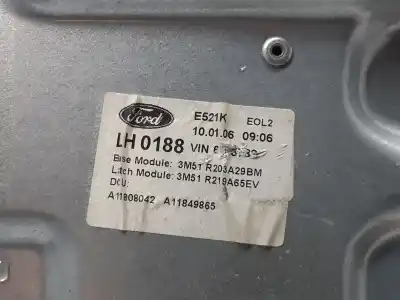 Ford
E521K EOL2
10.01.06 09:06
LH 0188 VIN
Base Module: 3M51 R203A29BM
Latch Module: 3M51 R219A65EV
DCU:
A11808042 A11849865